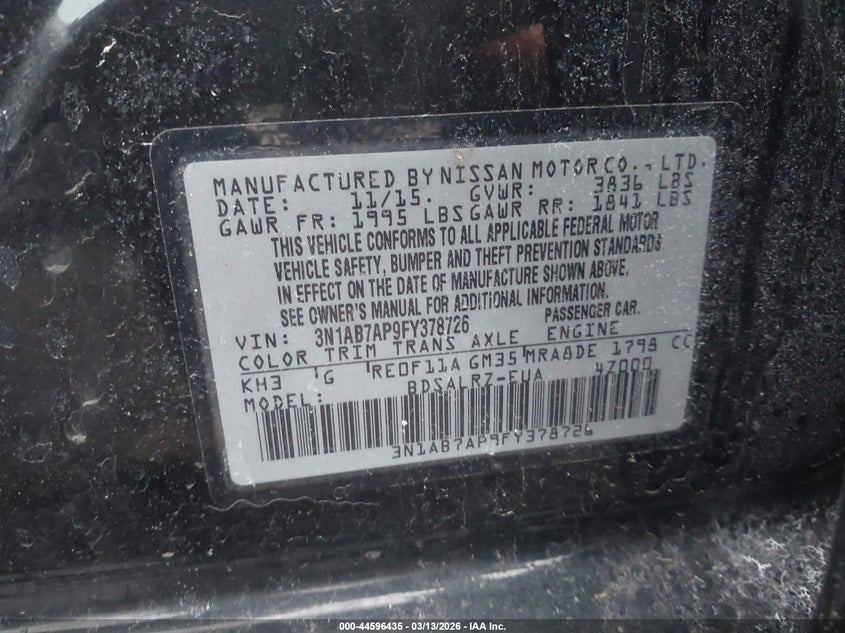 MANUFACTURED BY NISSAN MOTOR CO., LTD.
DATE: 11/15. GVWR: 3836 LBS
GAWR FR: 1995 LBS GAWR RR: 1841 LBS
THIS VEHICLE CONFORMS TO ALL APPLICABLE FEDERAL MOTOR
VEHICLE SAFETY, BUMPER AND THEFT PREVENTION STANDARDS
IN EFFECT ON THE DATE OF MANUFACTURE SHOWN ABOVE.
SEE OWNER'S MANUAL FOR ADDITIONAL INFORMATION.
VIN: 3N1AB7AP9FY378726 PASSENGER CAR.
COLOR TRIM TRANS AXLE ENGINE
KH3 G RE0F11A GM35 MRA8DE 1798 CC
MODEL: BDSALRZ-EUA 4Z000
3N1AB7AP9FY378726
000-44596435 - 03/13/2026 - IAA Inc.